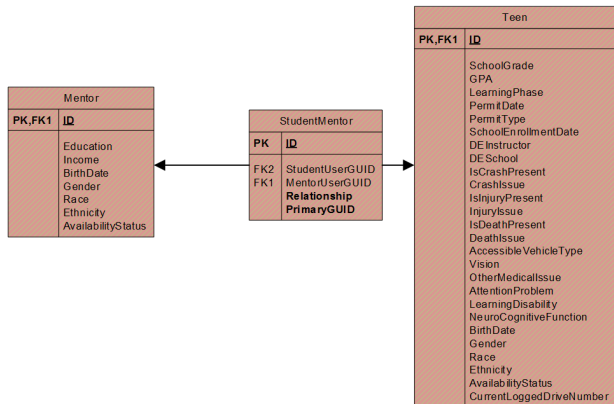 Mentor
PK,FK1 ID
Education
Income
BirthDate
Gender
Race
Ethnicity
AvailabilityStatus
StudentMentor
PK ID
FK2 StudentUserGUID
FK1 MentorUserGUID
Relationship
PrimaryGUID
Teen
PK,FK1 ID
SchoolGrade
GPA
LearningPhase
PermitDate
PermitType
SchoolEnrollmentDate
DEInstructor
DESchool
IsCrashPresent
CrashIssue
IsInjuryPresent
InjuryIssue
IsDeathPresent
DeathIssue
AccessibleVehicleType
Vision
OtherMedicalIssue
AttentionProblem
LearningDisability
NeuroCognitiveFunction
BirthDate
Gender
Race
Ethnicity
AvailabilityStatus
CurrentLoggedDriveNumber